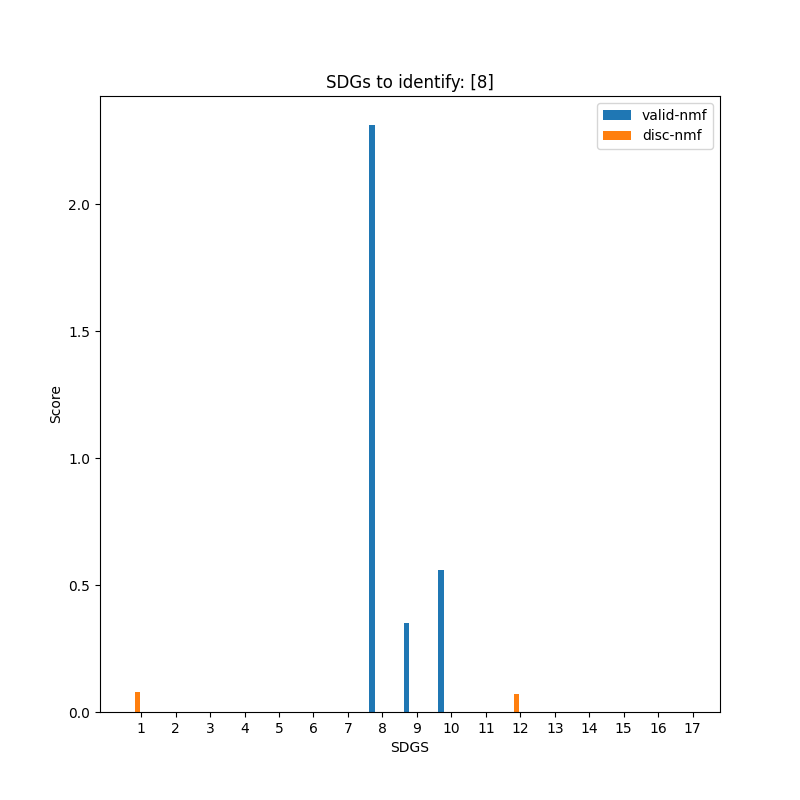 SDGs to identify: [8]
valid-nmf
disc-nmf
2.0
1.5
1.0
0.5
0.0
Score
1 2 3 4 5 6 7 8 9 10 11 12 13 14 15 16 17
SDGS